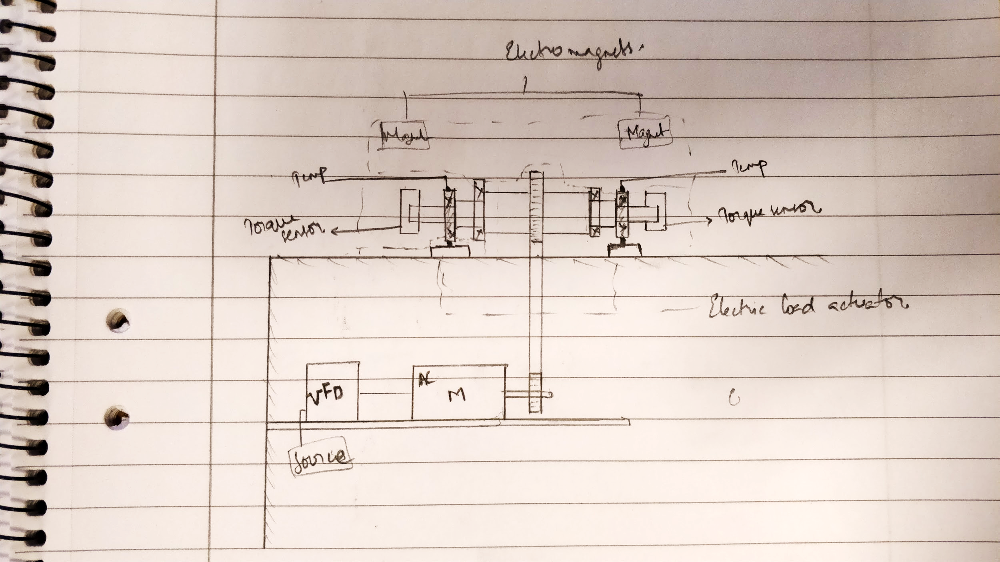 Electromagnets.
Magnet
Magnet
Temp
Temp
Torque
sensor
Torque sensor
Electric load actuator
VFD
AC
M
Source